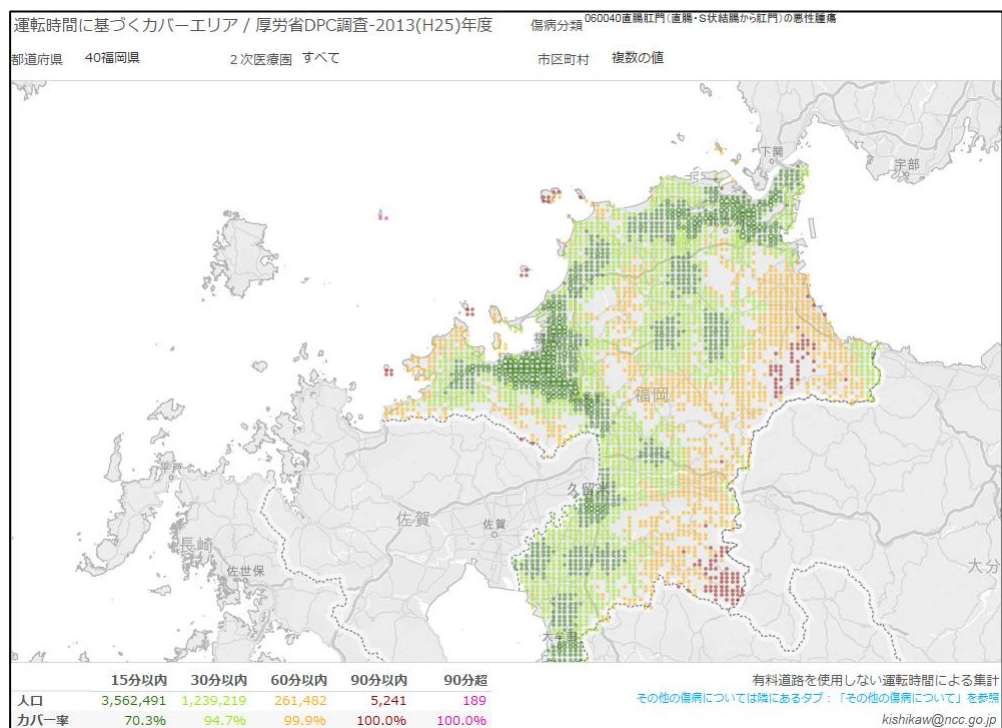 運転時間に基づくカバーエリア / 厚労省DPC調査-2013(H25)年度
傷病分類 060040直腸肛門(直腸・S状結腸から肛門)の悪性腫瘍
都道府県 40福岡県 2次医療圏 すべて 市区町村 複数の値
下関
宇部
福岡
久留米
平戸
佐賀
佐賀
長崎
佐世保
大分
大牟田
15分以内 30分以内 60分以内 90分以内 90分超
人口 3,562,491 1,239,219 261,482 5,241 189
カバー率 70.3% 94.7% 99.9% 100.0% 100.0%
有料道路を使用しない運転時間による集計
その他の傷病については隣にあるタブ:「その他の傷病について」を参照
kishikaw@ncc.go.jp